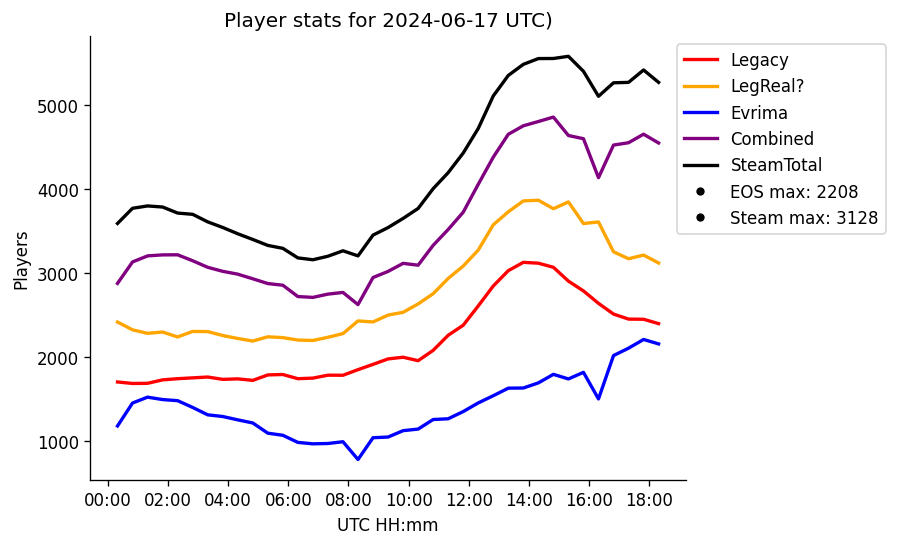 Player stats for 2024-06-17 UTC)
Legacy
LegReal?
Evrima
Combined
SteamTotal
EOS max: 2208
Steam max: 3128
Players
5000
4000
3000
2000
1000
00:00 02:00 04:00 06:00 08:00 10:00 12:00 14:00 16:00 18:00
UTC HH:mm